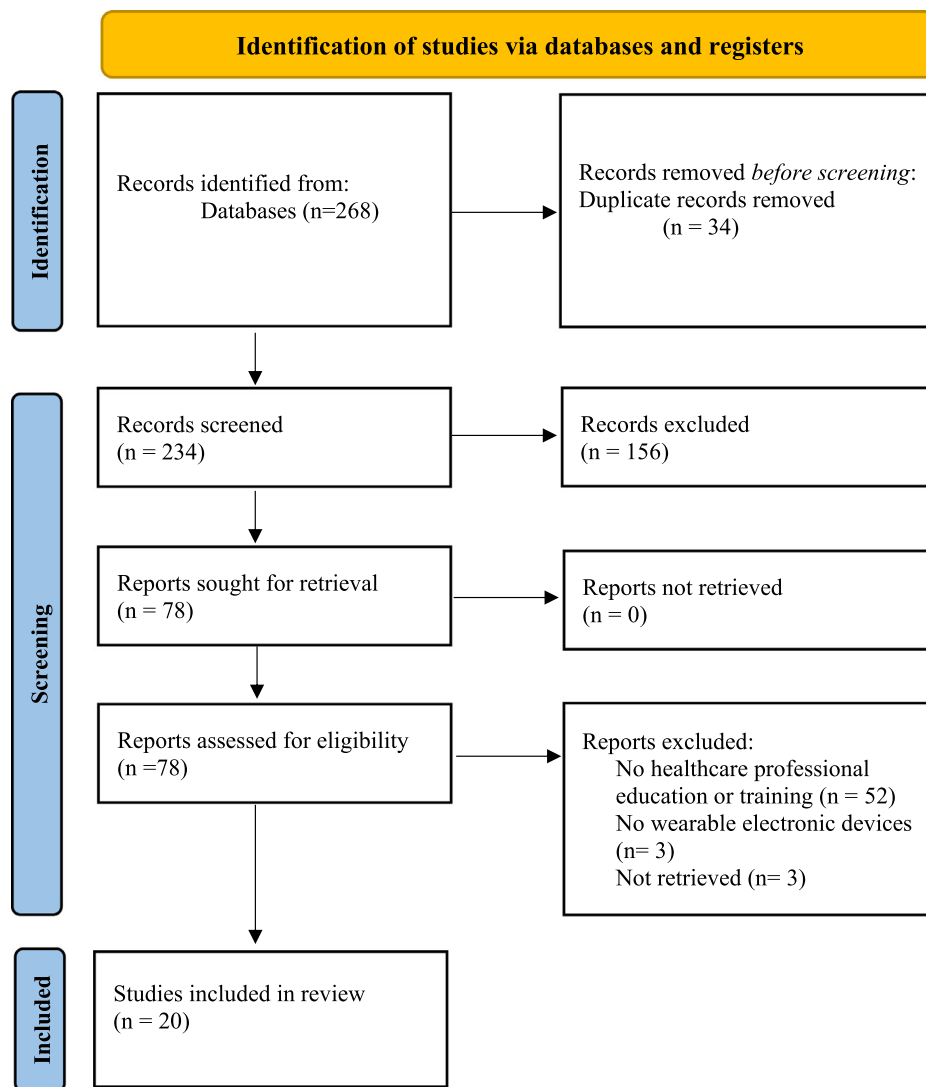 Identification of studies via databases and registers
Identification
Records identified from:
Databases (n=268)
Records removed before screening:
Duplicate records removed
(n = 34)
Screening
Records screened
(n = 234)
Records excluded
(n = 156)
Reports sought for retrieval
(n = 78)
Reports not retrieved
(n = 0)
Reports assessed for eligibility
(n =78)
Reports excluded:
No healthcare professional
education or training (n = 52)
No wearable electronic devices
(n= 3)
Not retrieved (n= 3)
Included
Studies included in review
(n = 20)